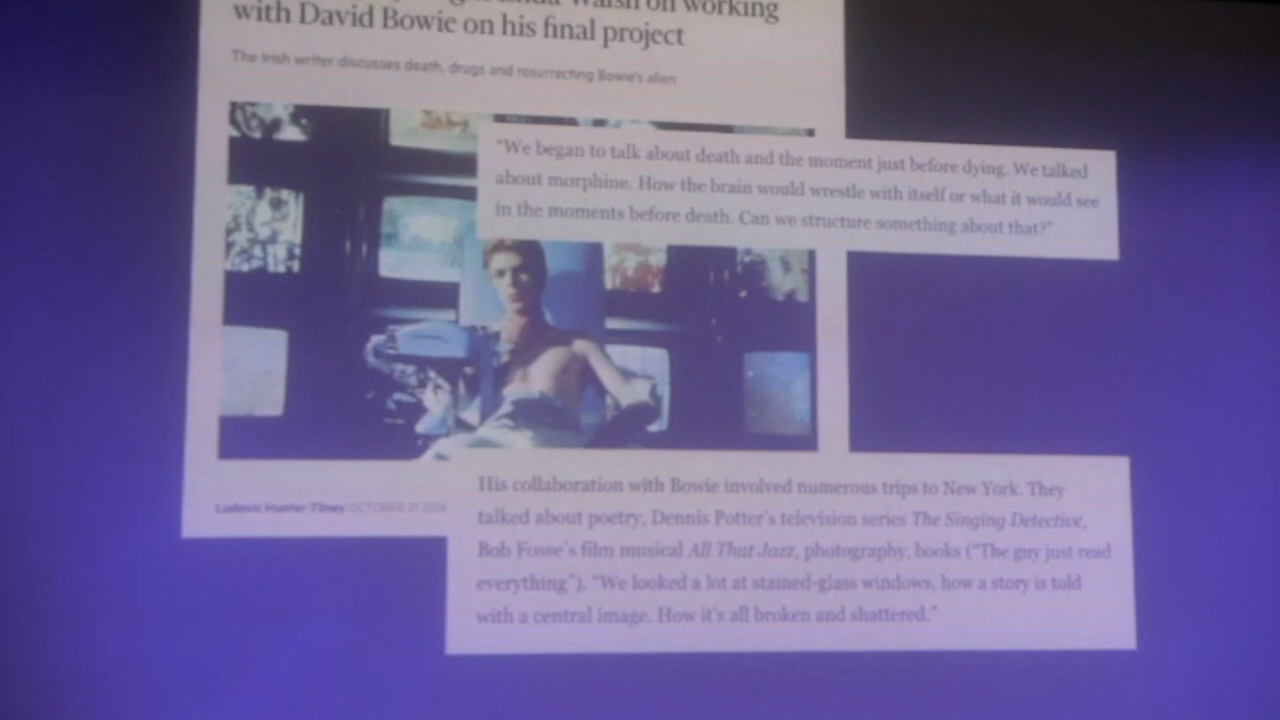 Walsh on working
with David Bowie on his final project
The Irish writer discusses death, drugs and resurrecting Bowie's alien
"We began to talk about death and the moment just before dying. We talked
about morphine. How the brain would wrestle with itself or what it would see
in the moments before death. Can we structure something about that?"
Ludovic Hunter-Tilney OCTOBER 21 2016
His collaboration with Bowie involved numerous trips to New York. They
talked about poetry, Dennis Potter's television series The Singing Detective,
Bob Fosse's film musical All That Jazz, photography, books ("The guy just read
everything"). "We looked a lot at stained-glass windows, how a story is told
with a central image. How it's all broken and shattered."